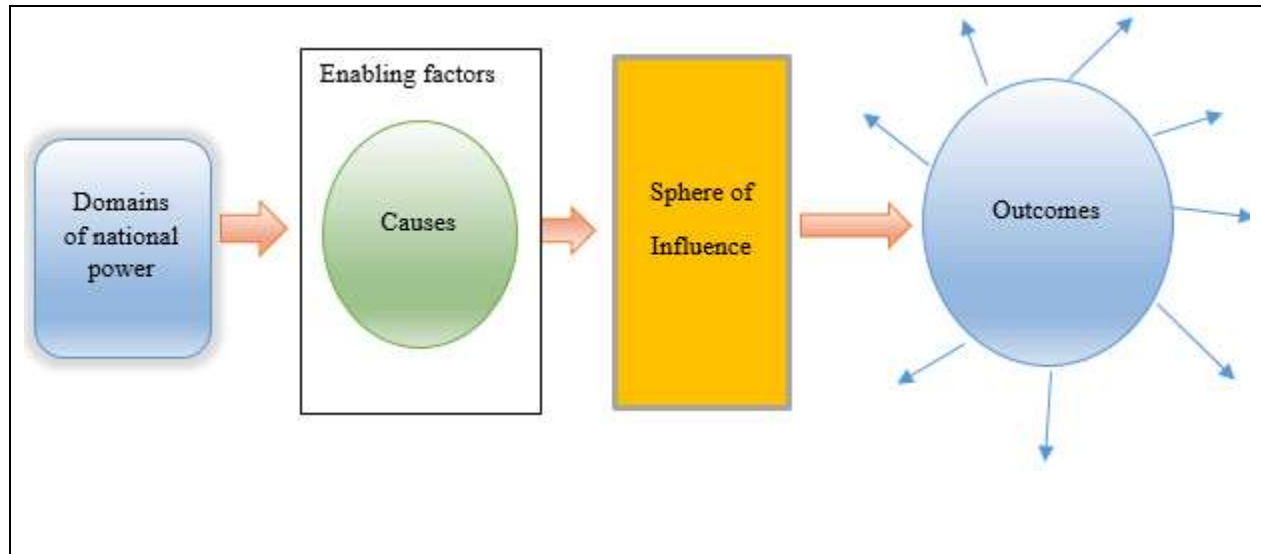 Domains
of national
power
Enabling factors
Causes
Sphere of
Influence
Outcomes